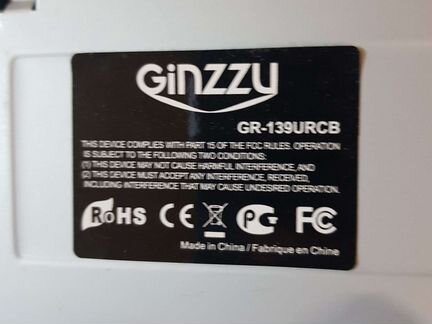 GiNZZU
GR-139URCB
THIS DEVICE COMPLIES WITH PART 15 OF THE FCC RULES. OPERATION
IS SUBJECT TO THE FOLLOWING TWO CONDITIONS:
(1) THIS DEVICE MAY NOT CAUSE HARMFUL INTERFERENCE, AND
(2) THIS DEVICE MUST ACCEPT ANY INTERFERENCE RECEIVED,
INCLUDING INTERFERENCE THAT MAY CAUSE UNDESIRED OPERATION.
RoHS CE PG FC
Made in China / Fabrique en Chine